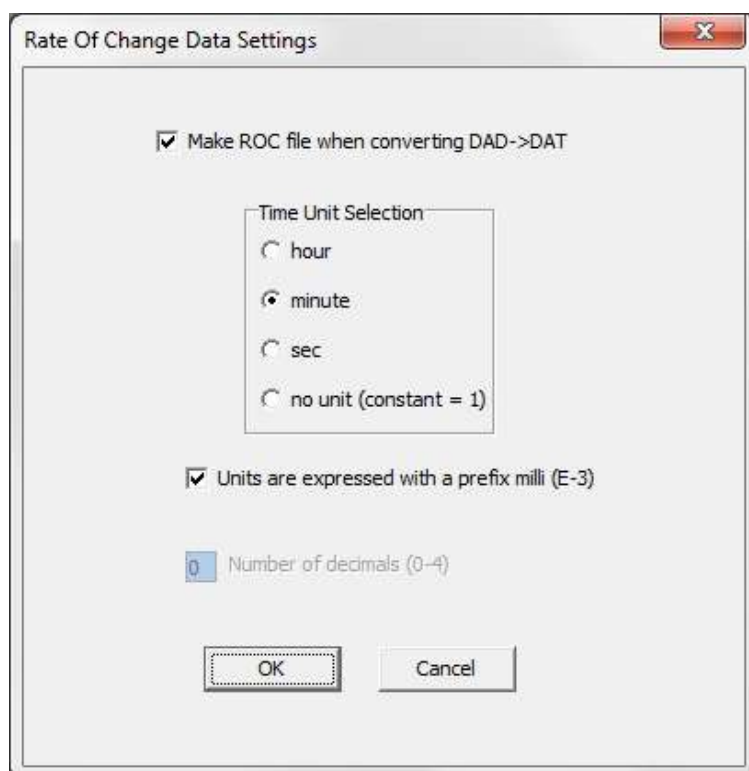 Rate Of Change Data Settings
Make ROC file when converting DAD->DAT
Time Unit Selection
hour
minute
sec
no unit (constant = 1)
Units are expressed with a prefix milli (E-3)
0 Number of decimals (0-4)
OK Cancel